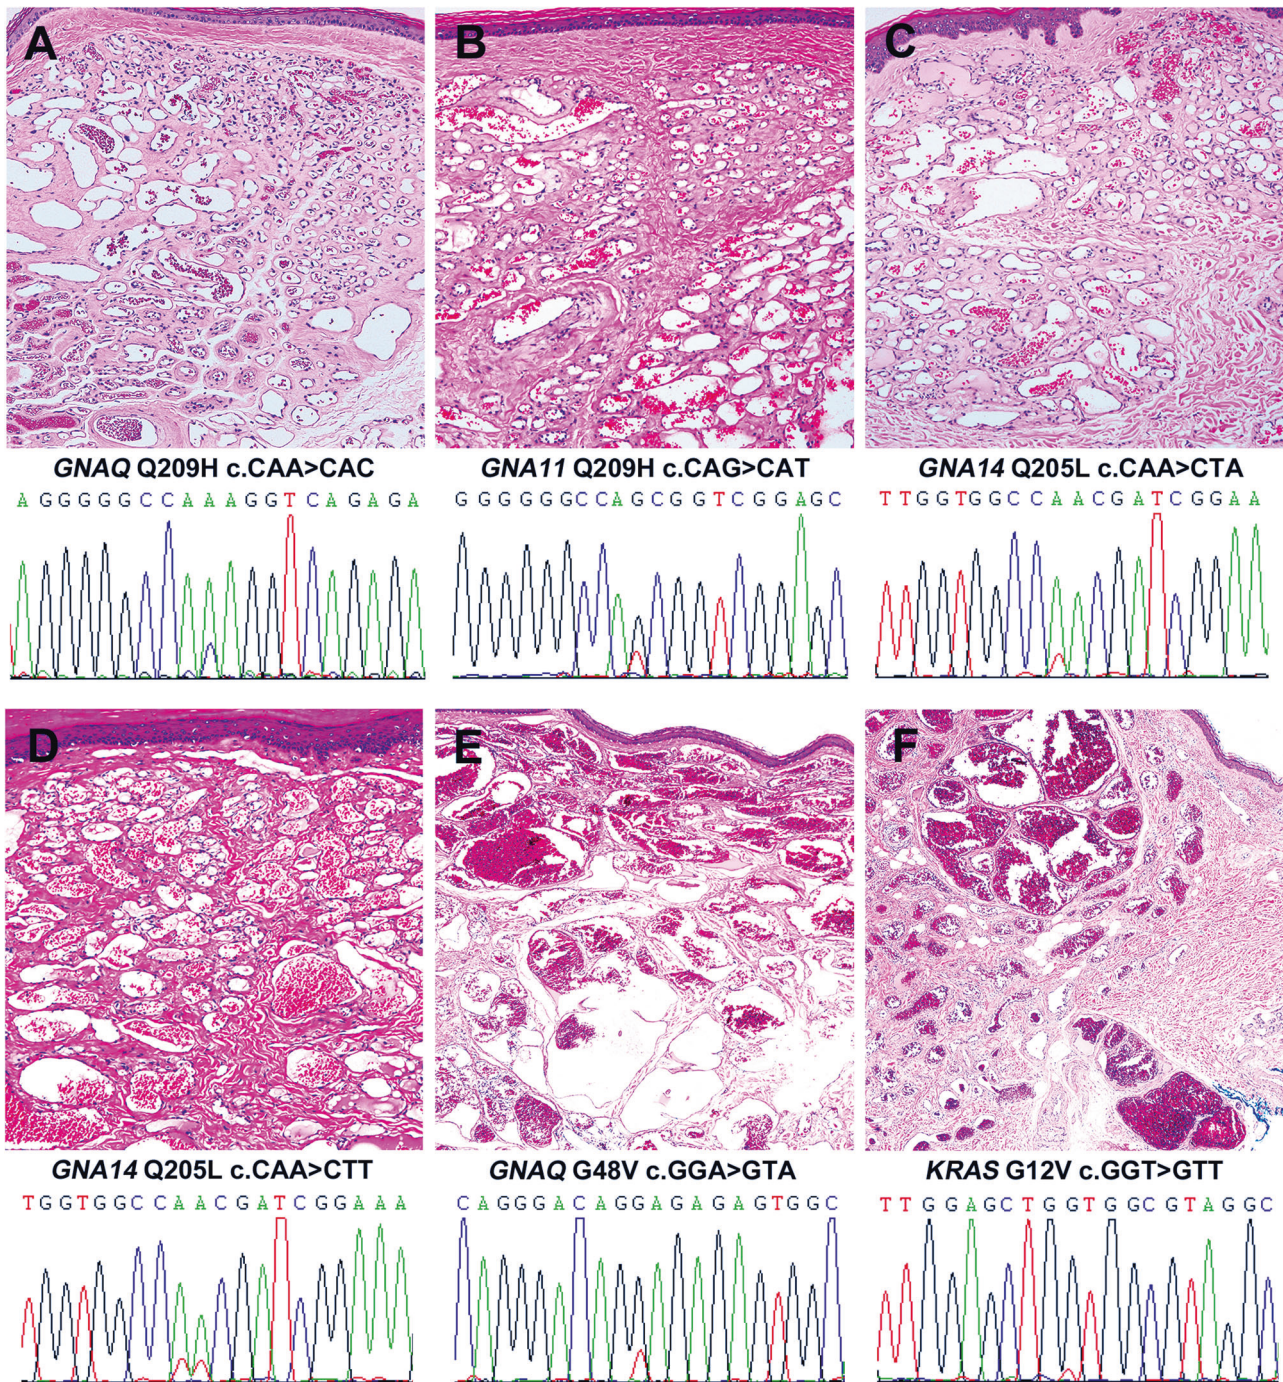 A
B
C
GNAQ Q209H c.CAA>CAC
GNA11 Q209H c.CAG>CAT
GNA14 Q205L c.CAA>CTA
A G G G G G C C A A A G G T C A G A G A
G G G G G G C C A G C G G T C G G A G C
T T G G T G G C C A A C G A T C G G A A
D
E
F
GNA14 Q205L c.CAA>CTT
GNAQ G48V c.GGA>GTA
KRAS G12V c.GGT>GTT
T G G T G G C C A A C G A T C G G A A A
C A G G G A C A G G A G A G A G T G G C
T T G G A G C T G G T G G C G T A G G C